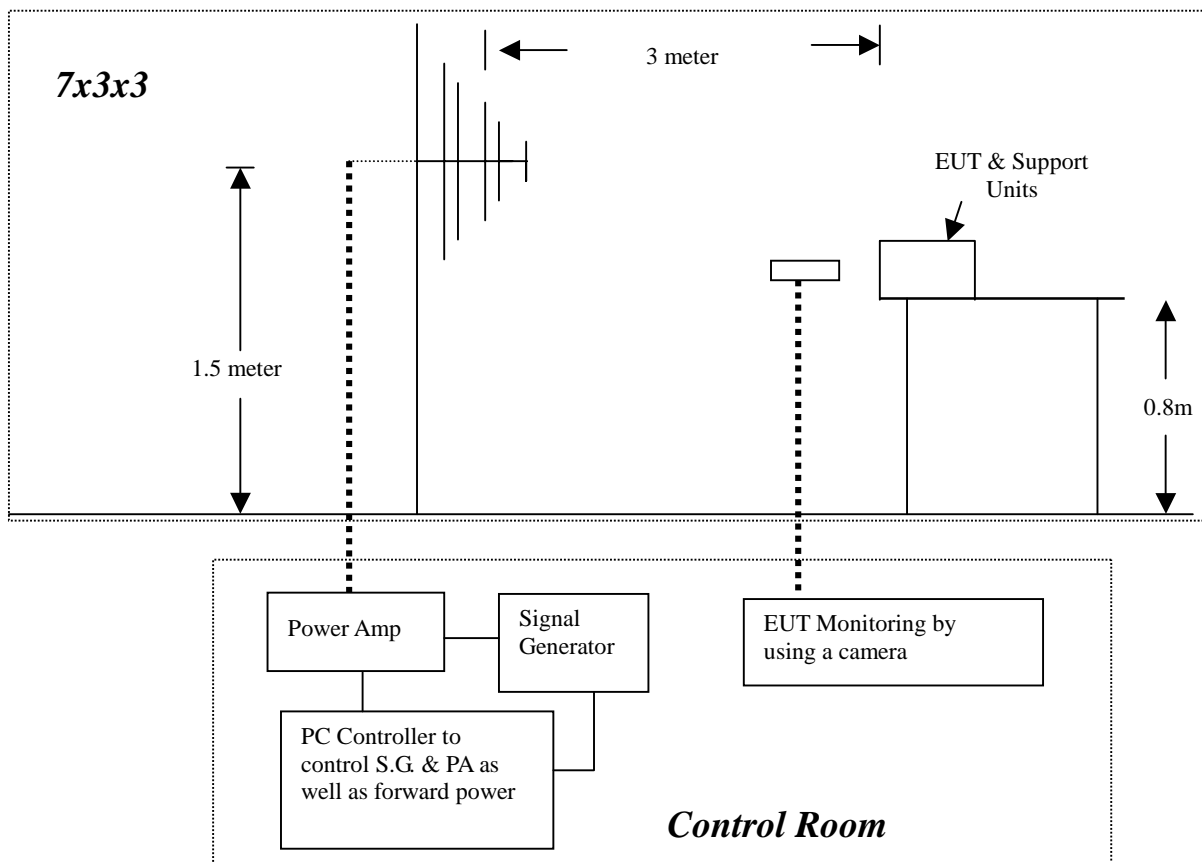 7x3x3
3 meter
EUT & Support
Units
1.5 meter
0.8m
Power Amp
Signal
Generator
EUT Monitoring by
using a camera
PC Controller to
control S.G. & PA as
well as forward power
Control Room